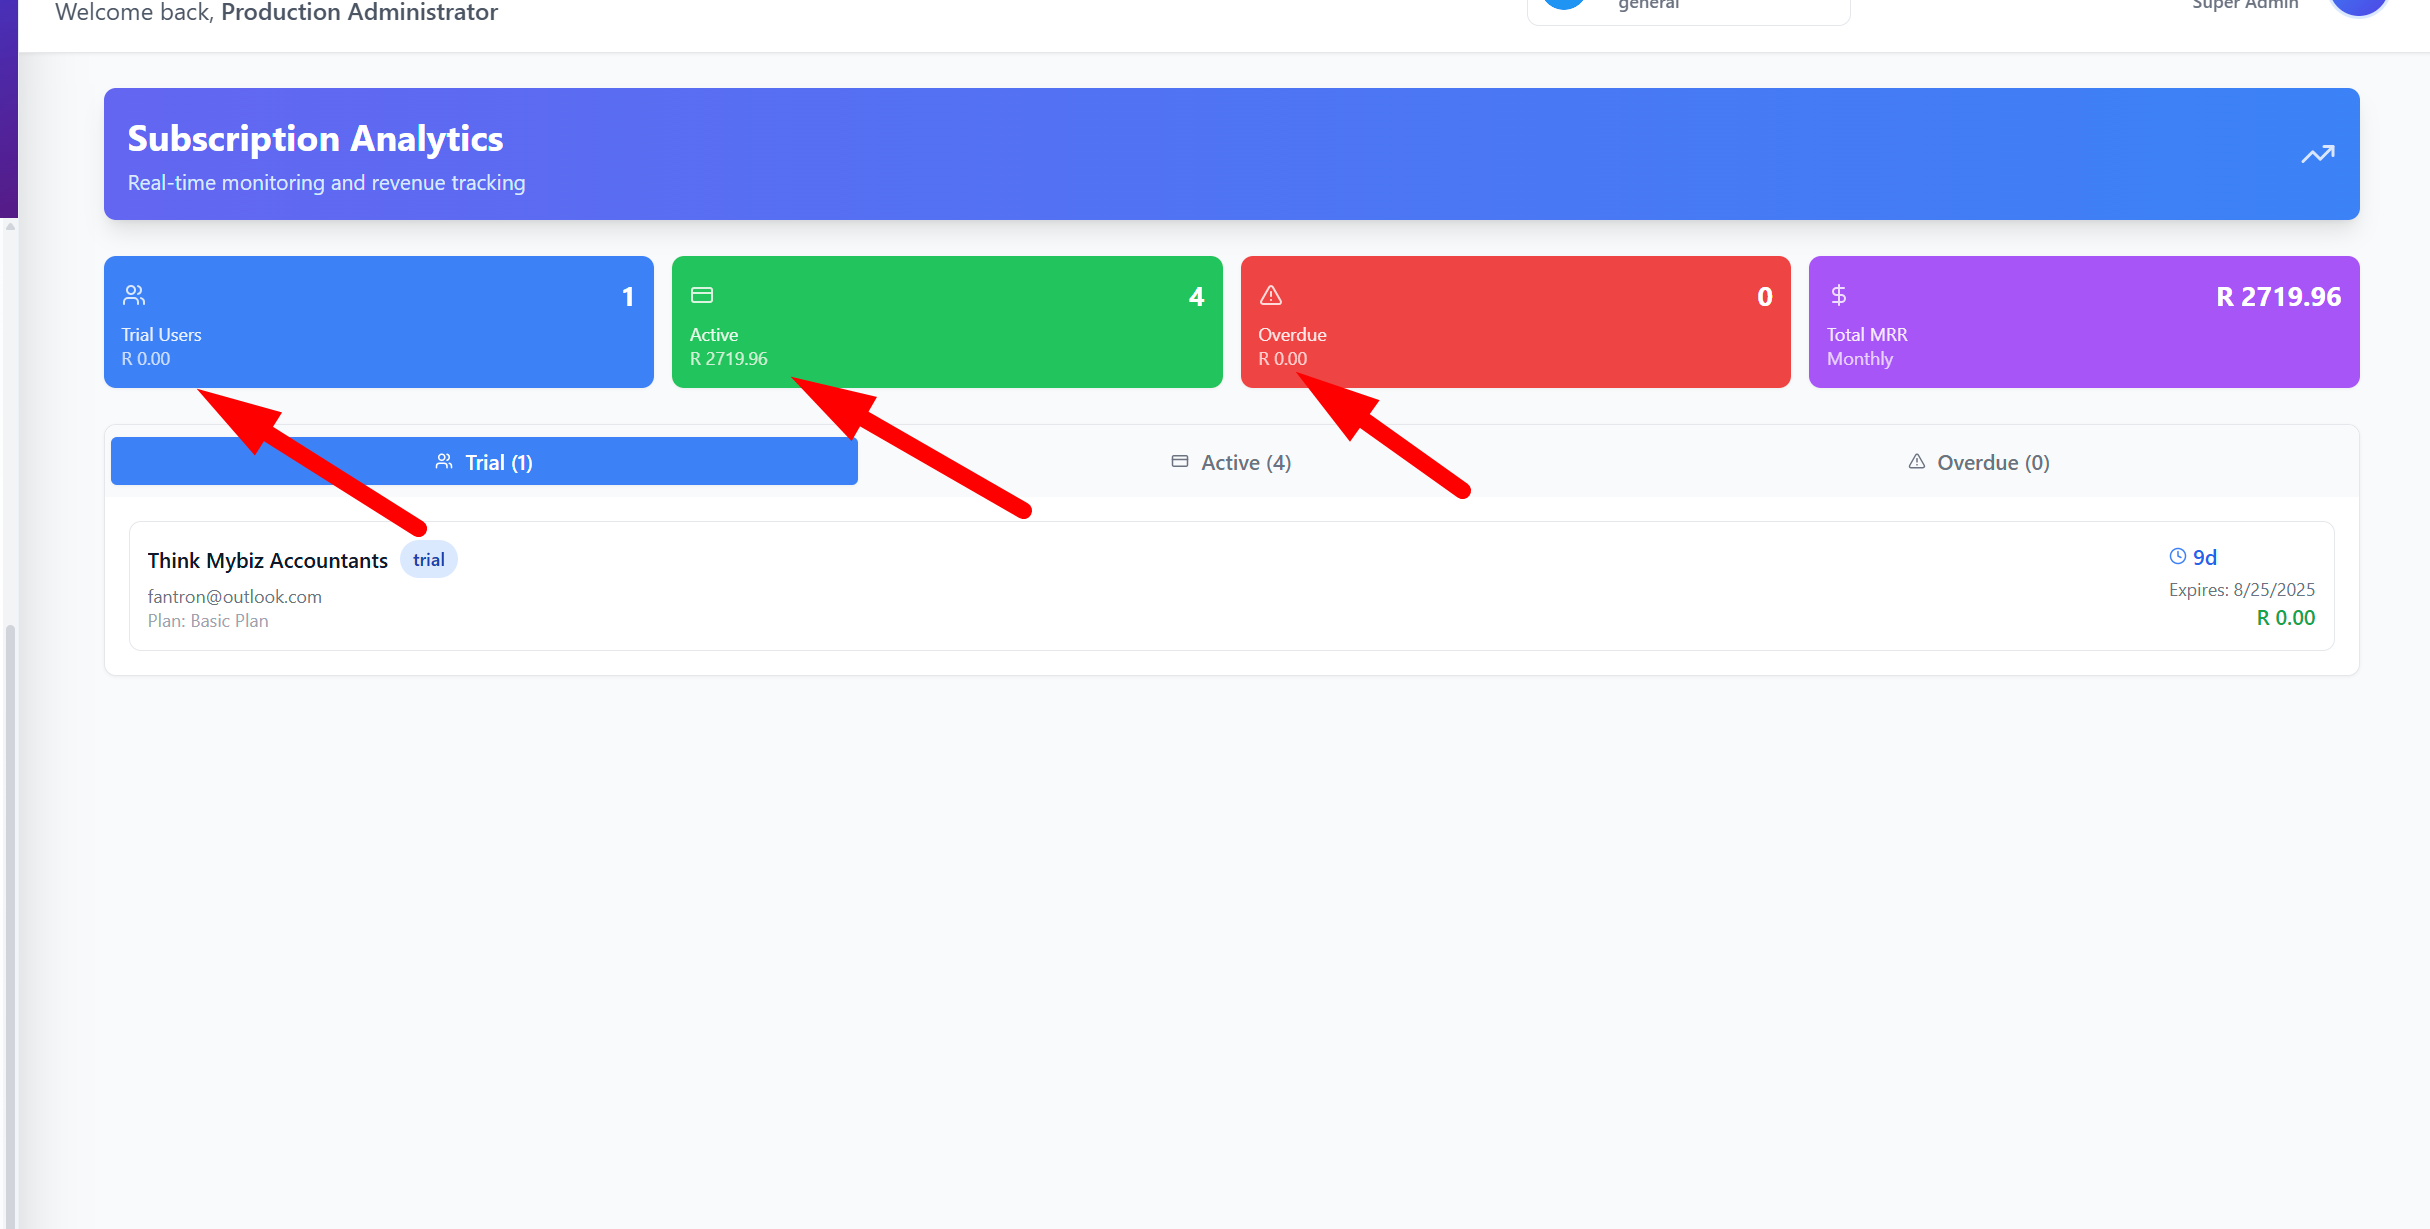 Welcome back, Production Administrator
general
Super Admin
Subscription Analytics
Real-time monitoring and revenue tracking
1
Trial Users
R 0.00
4
Active
R 2719.96
0
Overdue
R 0.00
R 2719.96
Total MRR
Monthly
Trial (1)
Active (4)
Overdue (0)
Think Mybiz Accountants trial
fantron@outlook.com
Plan: Basic Plan
9d
Expires: 8/25/2025
R 0.00